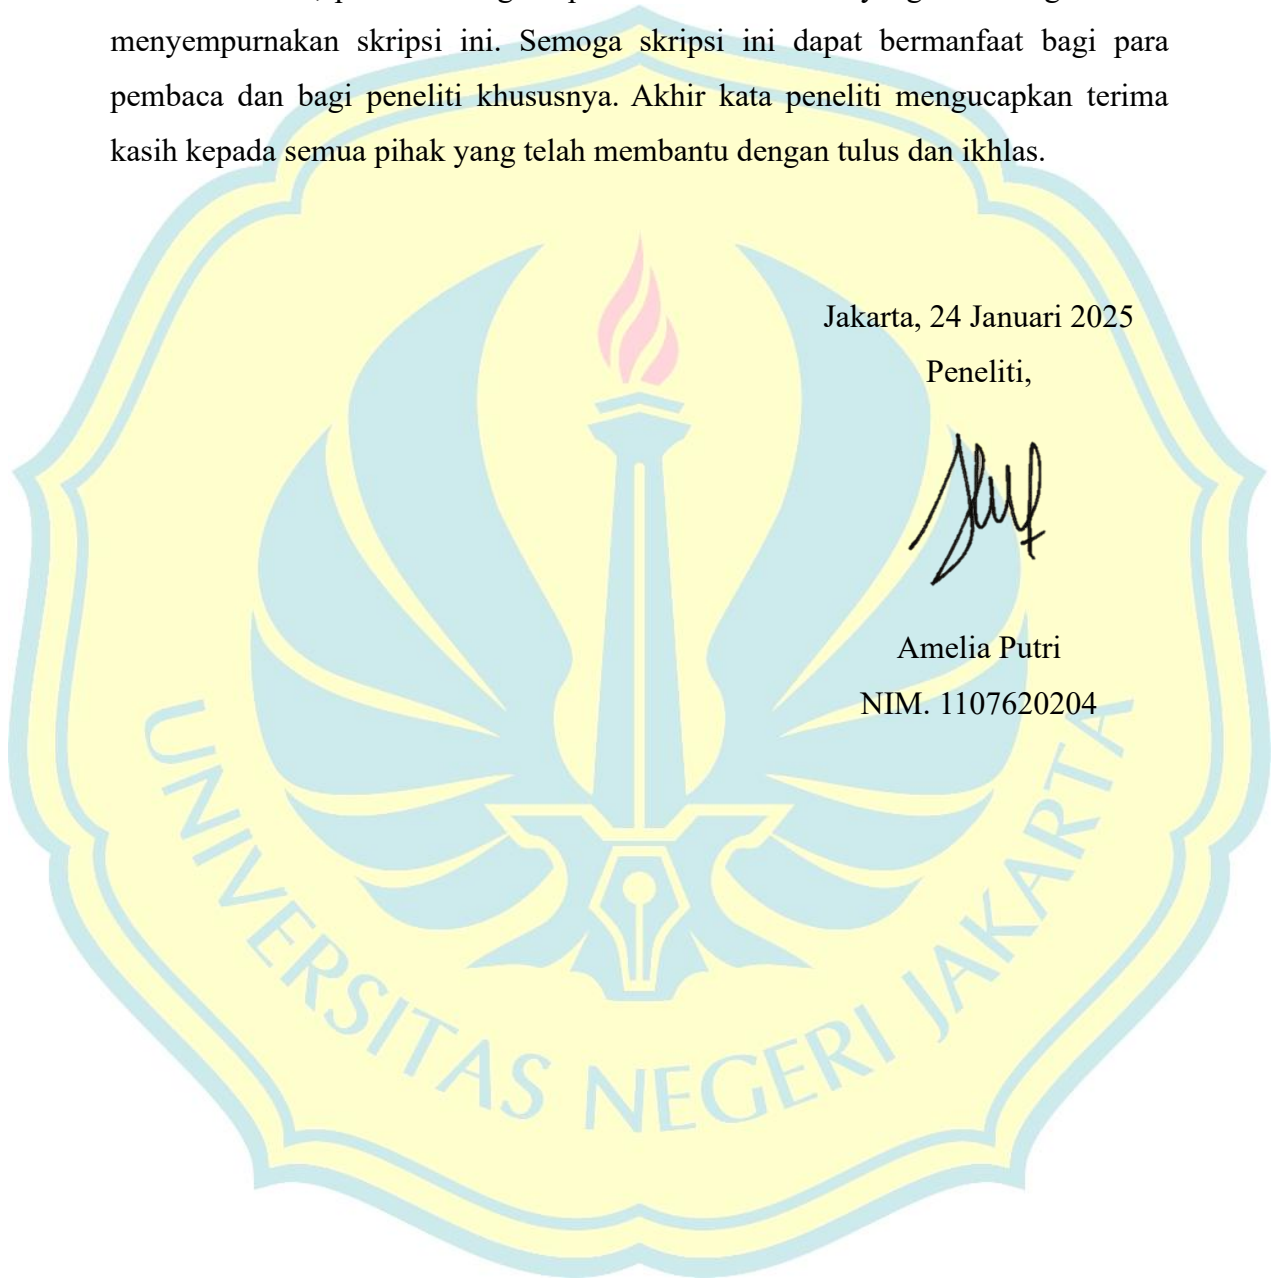 menyempurnakan skripsi ini. Semoga skripsi ini dapat bermanfaat bagi para
pembaca dan bagi peneliti khususnya. Akhir kata peneliti mengucapkan terima
kasih kepada semua pihak yang telah membantu dengan tulus dan ikhlas.
Jakarta, 24 Januari 2025
Peneliti,
Amelia Putri
NIM. 1107620204
UNIVERSITAS NEGERI JAKARTA